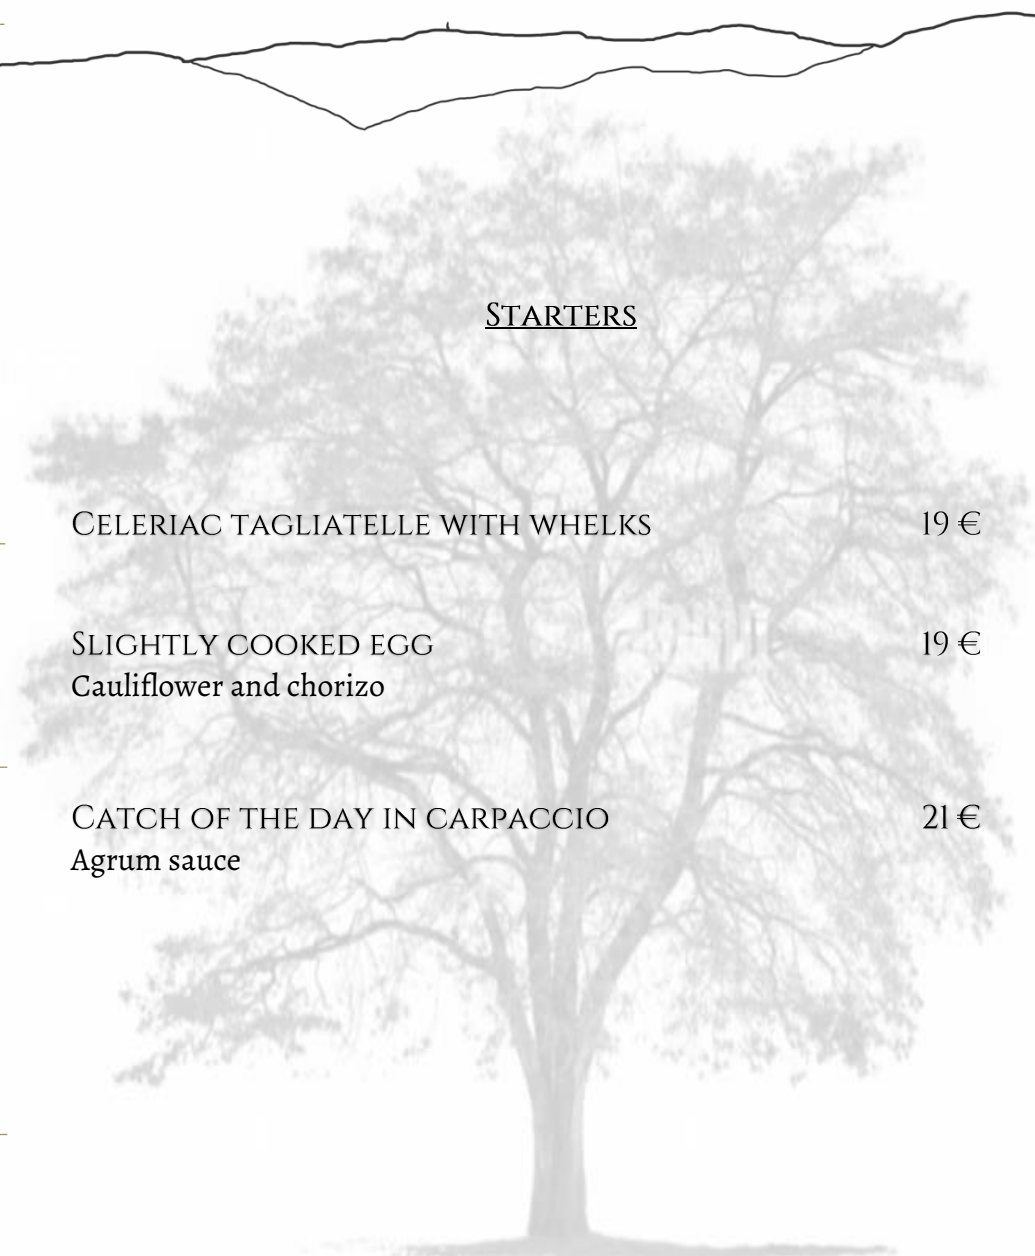 Starters
Celeriac tagliatelle with whelks 19 €
Slightly cooked egg 19 €
Cauliflower and chorizo
Catch of the day in carpaccio 21 €
Agrum sauce